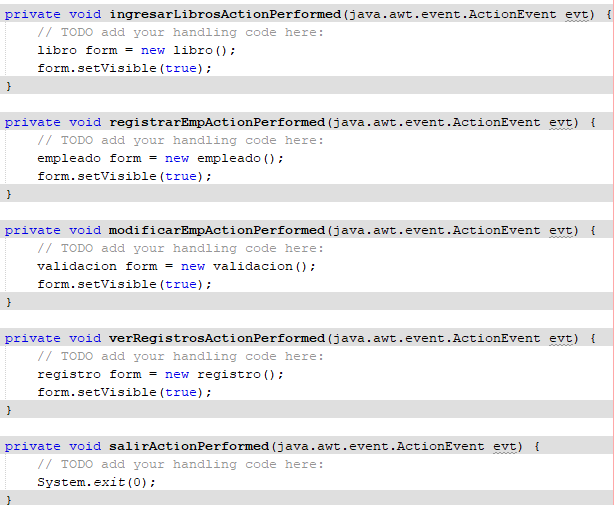 private void ingresarLibrosActionPerformed(java.awt.event.ActionEvent evt) {
// TODO add your handling code here:
libro form = new libro();
form.setVisible(true);
}
private void registrarEmpActionPerformed(java.awt.event.ActionEvent evt) {
// TODO add your handling code here:
empleado form = new empleado();
form.setVisible(true);
}
private void modificarEmpActionPerformed(java.awt.event.ActionEvent evt) {
// TODO add your handling code here:
validacion form = new validacion();
form.setVisible(true);
}
private void verRegistrosActionPerformed(java.awt.event.ActionEvent evt) {
// TODO add your handling code here:
registro form = new registro();
form.setVisible(true);
}
private void salirActionPerformed(java.awt.event.ActionEvent evt) {
// TODO add your handling code here:
System.exit(0);
}